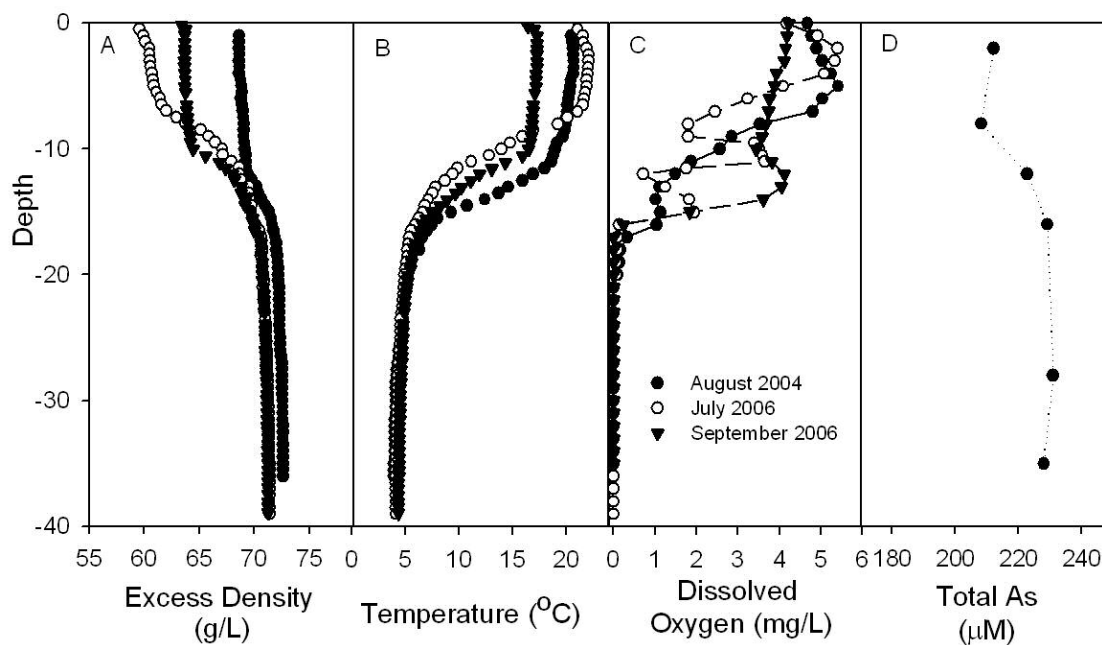 A B C D
Depth
0
-10
-20
-30
-40
August 2004
July 2006
September 2006
55 60 65 70 75 0 5 10 15 20 0 1 2 3 4 5 6 180 200 220 240
Excess Density
(g/L)
Temperature (°C)
Dissolved
Oxygen (mg/L)
Total As
(μM)